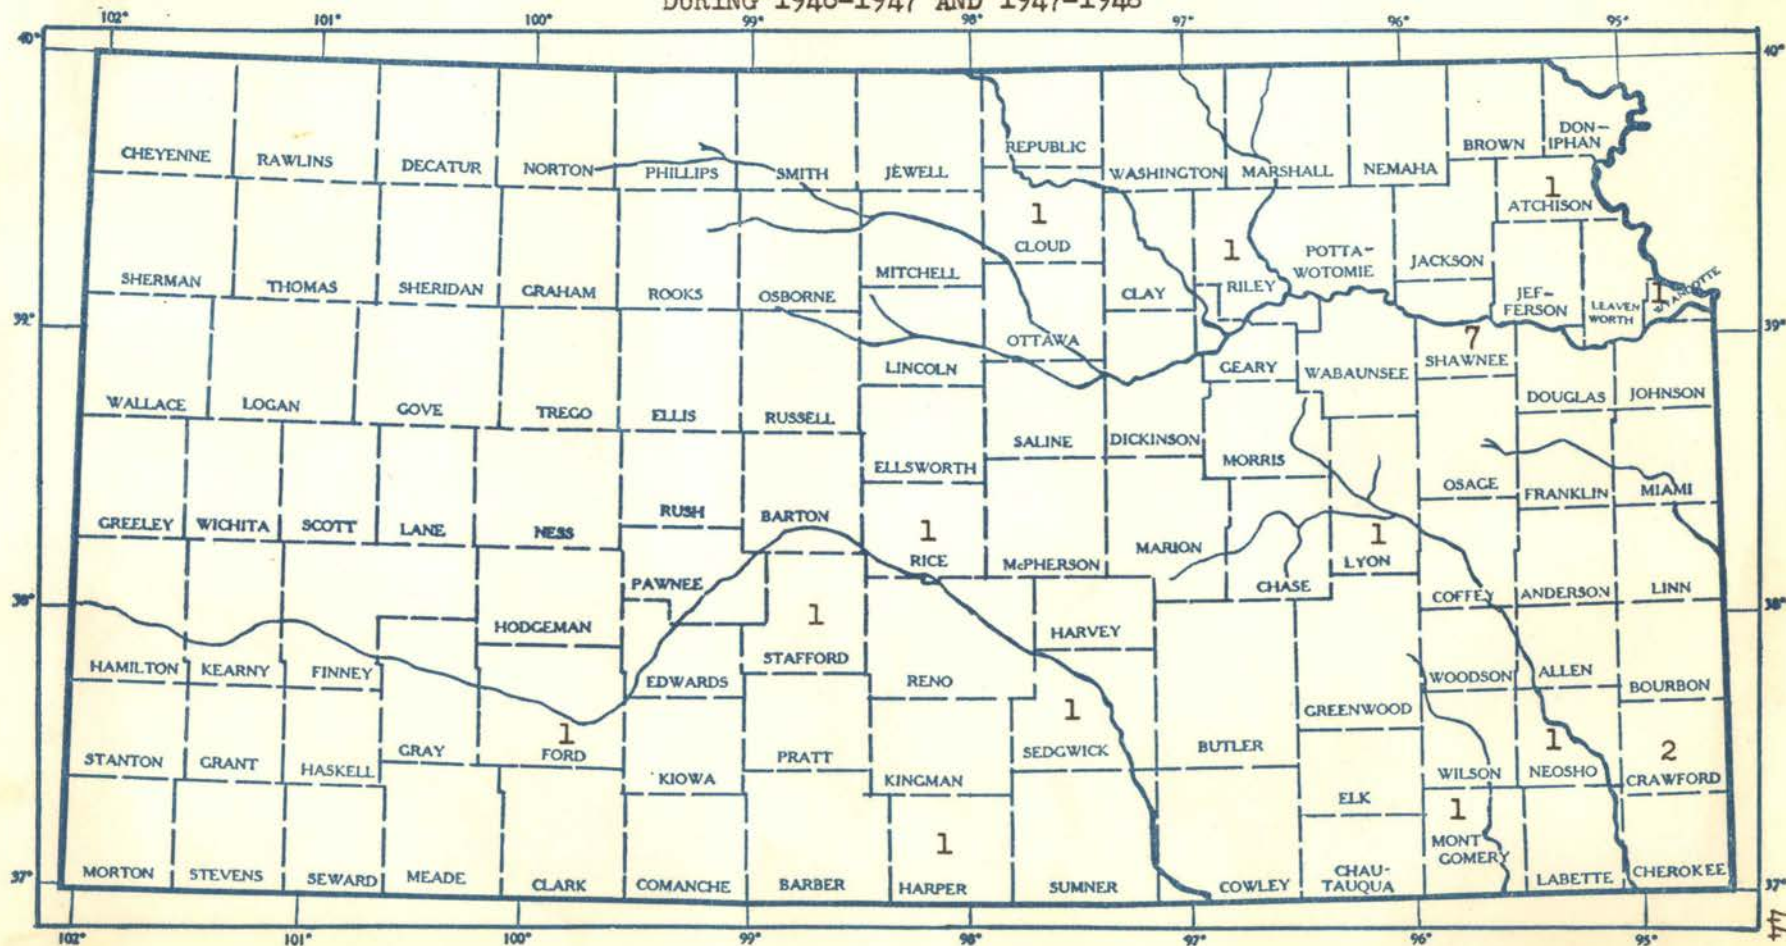 DURING 1946-1947 AND 1947-1948
102° 101° 100° 99° 98° 97° 96° 95°
40° 40°
CHEYENNE RAWLINS DECATUR NORTON PHILLIPS SMITH JEWELL REPUBLIC WASHINGTON MARSHALL NEMAHA BROWN DON-
IPHAN
1 1 1
CLOUD ATCHISON
SHERMAN THOMAS SHERIDAN GRAHAM ROOKS OSBORNE MITCHELL CLAY RILEY POTTA-
WOTOMIE JACKSON JEF-
FERSON LEAVEN
WORTH WYANDOTTE
1
39° 39°
7
WALLACE LOGAN GOVE TREGO ELLIS RUSSELL LINCOLN OTTAWA GEARY WABAUNSEE SHAWNEE DOUGLAS JOHNSON
SALINE DICKINSON MORRIS
ELLSWORTH
GREELEY WICHITA SCOTT LANE NESS RUSH BARTON RICE McPHERSON MARION CHASE LYON OSAGE FRANKLIN MIAMI
1 1
PAWNEE COFFEY ANDERSON LINN
38° 38°
1
HODGEMAN STAFFORD HARVEY
HAMILTON KEARNY FINNEY EDWARDS RENO WOODSON ALLEN BOURBON
1 1 1 2
GREENWOOD
STANTON GRANT HASKELL GRAY FORD KIOWA PRATT KINGMAN SEDGWICK BUTLER WILSON NEOSHO CRAWFORD
ELK
1 1
MONT
GOMERY
MORTON STEVENS SEWARD MEADE CLARK COMANCHE BARBER HARPER SUMNER COWLEY CHAU-
TAUQUA LABETTE CHEROKEE
37° 37°
102° 101° 100° 99° 98° 97° 96° 95°
44